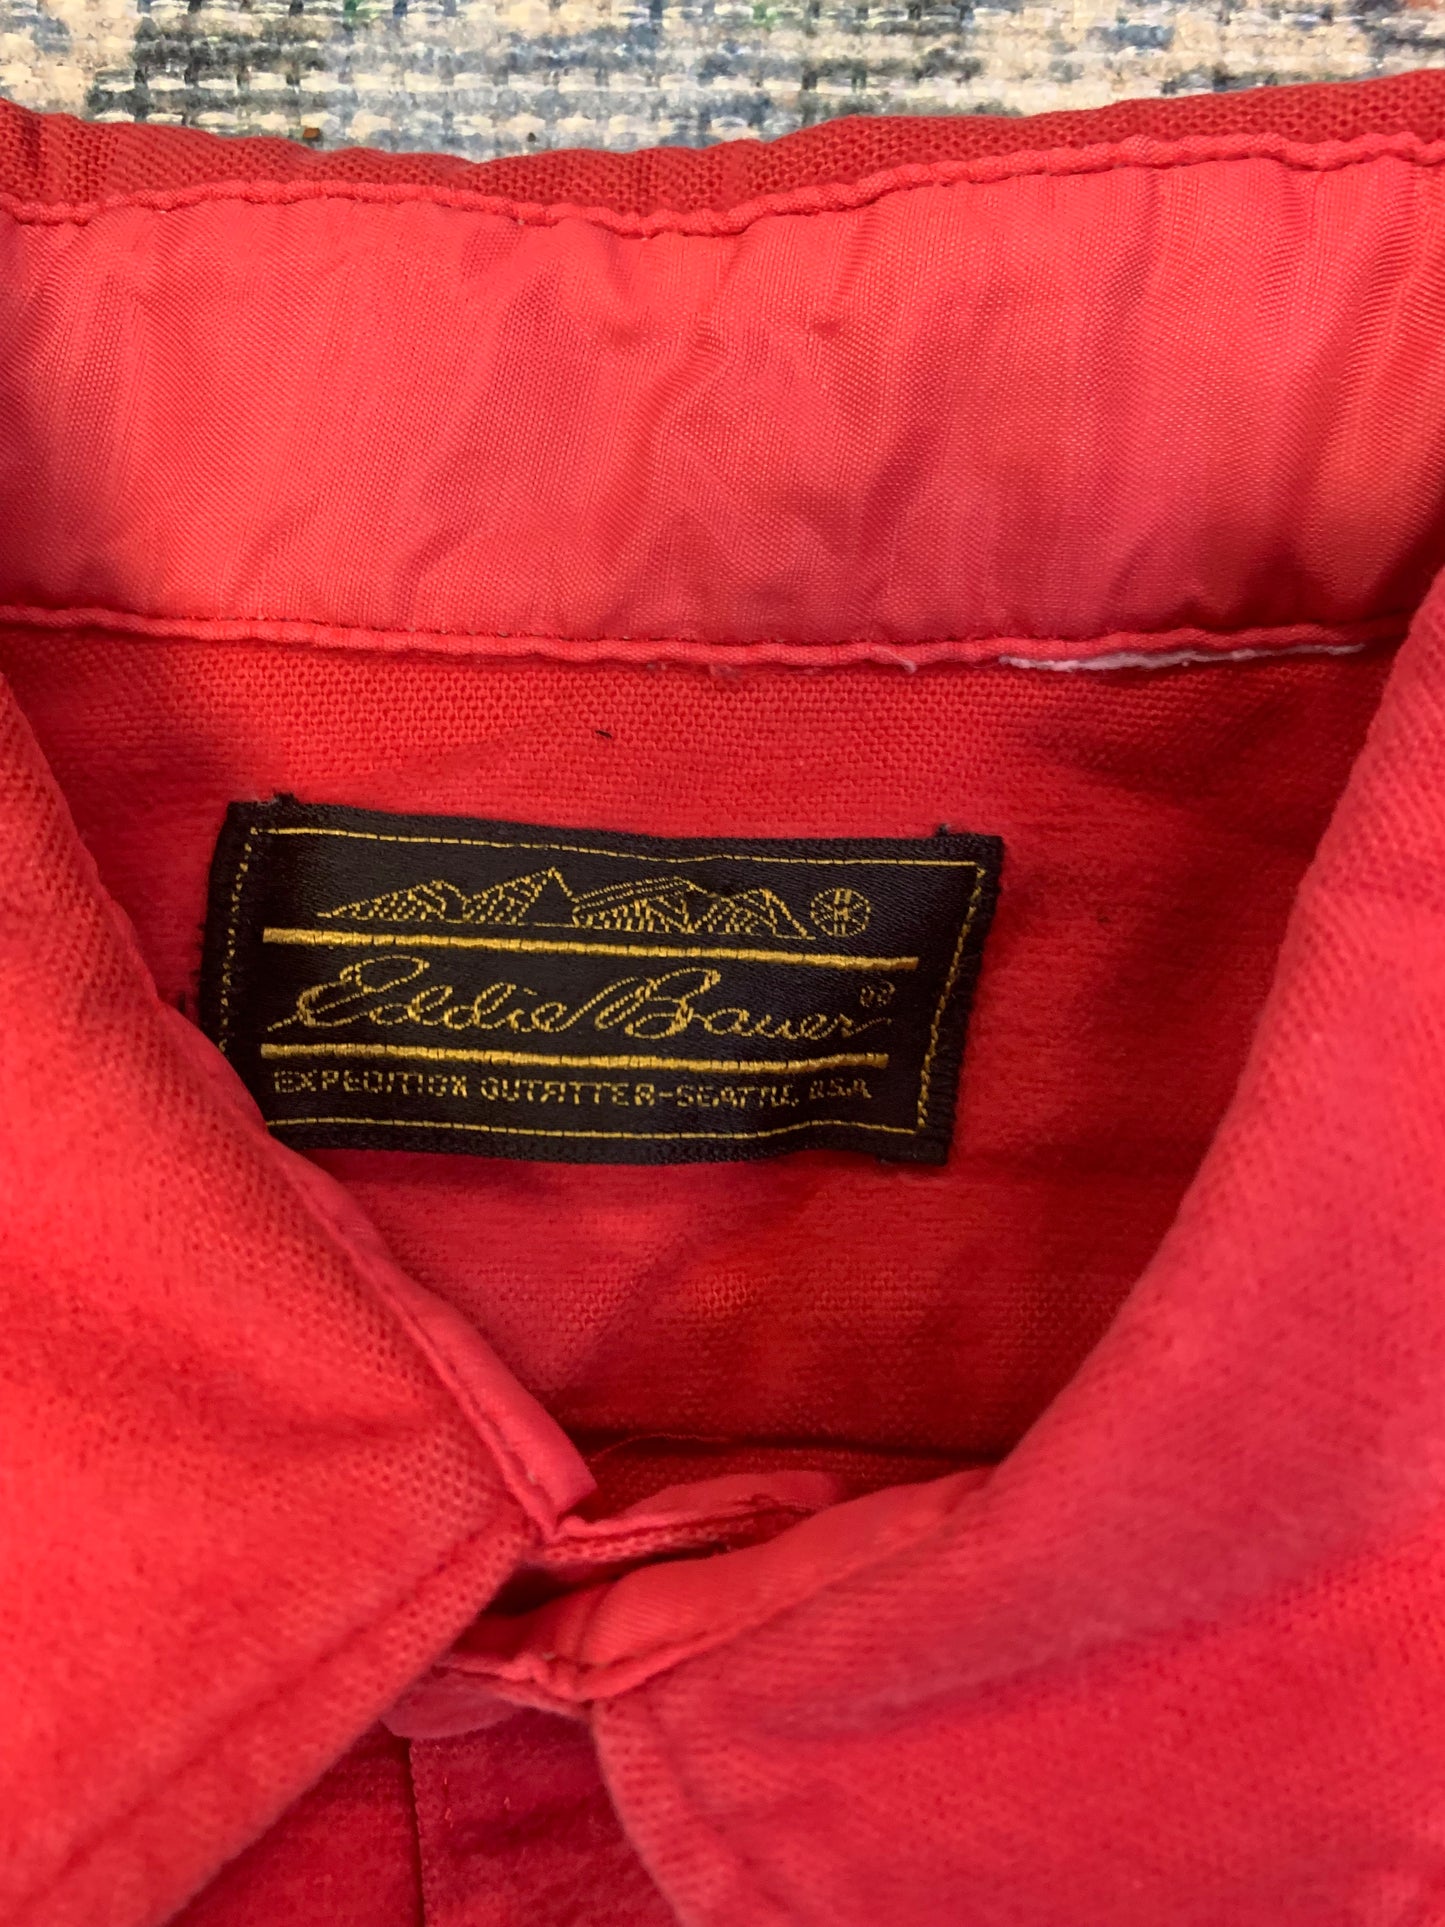 Eddie Bauer ®
EXPEDITION OUTFITTER-SEATTLE U.S.A.